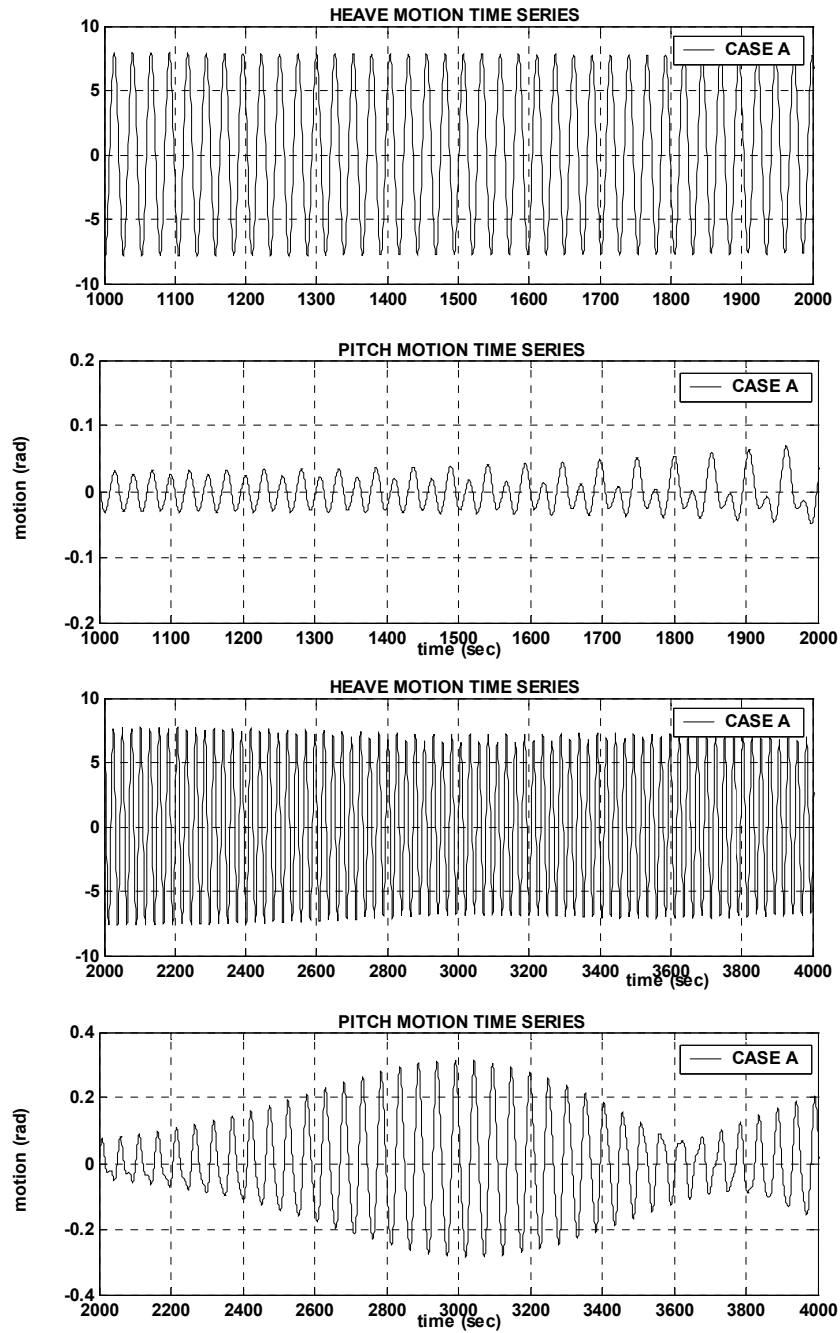 HEAVE MOTION TIME SERIES
10
CASE A
5
0
-5
-10
1000 1100 1200 1300 1400 1500 1600 1700 1800 1900 2000
PITCH MOTION TIME SERIES
0.2
CASE A
0.1
motion (rad)
0
-0.1
-0.2
1000 1100 1200 1300 1400 1500 1600 1700 1800 1900 2000
time (sec)
HEAVE MOTION TIME SERIES
10
CASE A
5
0
-5
-10
2000 2200 2400 2600 2800 3000 3200 3400 3600 3800 4000
time (sec)
PITCH MOTION TIME SERIES
0.4
CASE A
0.2
motion (rad)
0
-0.2
-0.4
2000 2200 2400 2600 2800 3000 3200 3400 3600 3800 4000
time (sec)